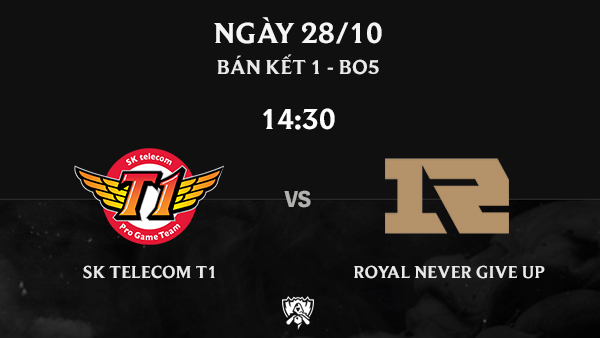 NGÀY 28/10
BÁN KẾT 1 - BO5
14:30
SK telecom
T1
Pro Game Team
VS
R
SK TELECOM T1
ROYAL NEVER GIVE UP